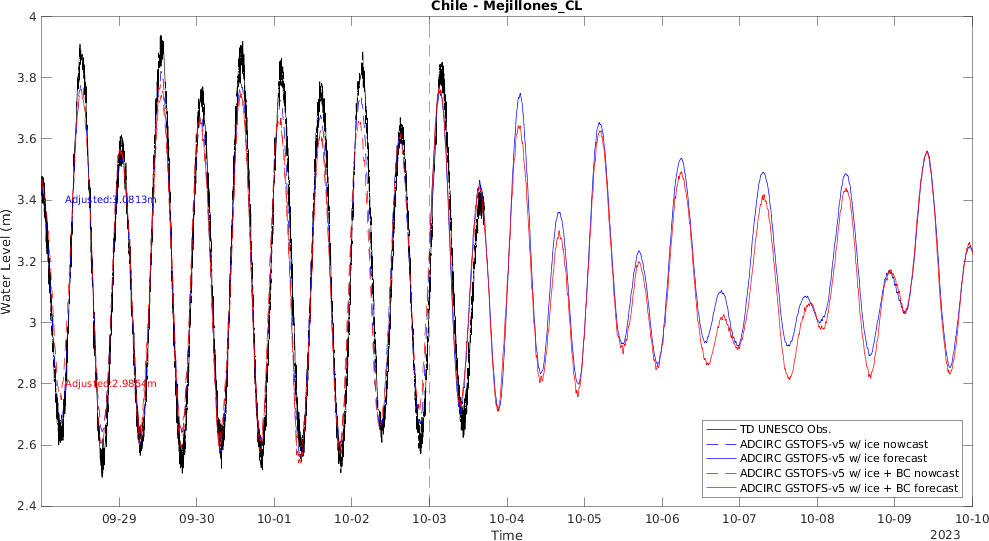 Chile - Mejillones_CL
4
3.8
3.6
3.4
3.2
3
2.8
2.6
2.4
Water Level (m)
Adjusted:3.0813m
Adjusted:2.9854m
TD UNESCO Obs.
ADCIRC GSTOFS-v5 w/ ice nowcast
ADCIRC GSTOFS-v5 w/ ice forecast
ADCIRC GSTOFS-v5 w/ ice + BC nowcast
ADCIRC GSTOFS-v5 w/ ice + BC forecast
09-29 09-30 10-01 10-02 10-03 10-04 10-05 10-06 10-07 10-08 10-09 10-10
Time
2023